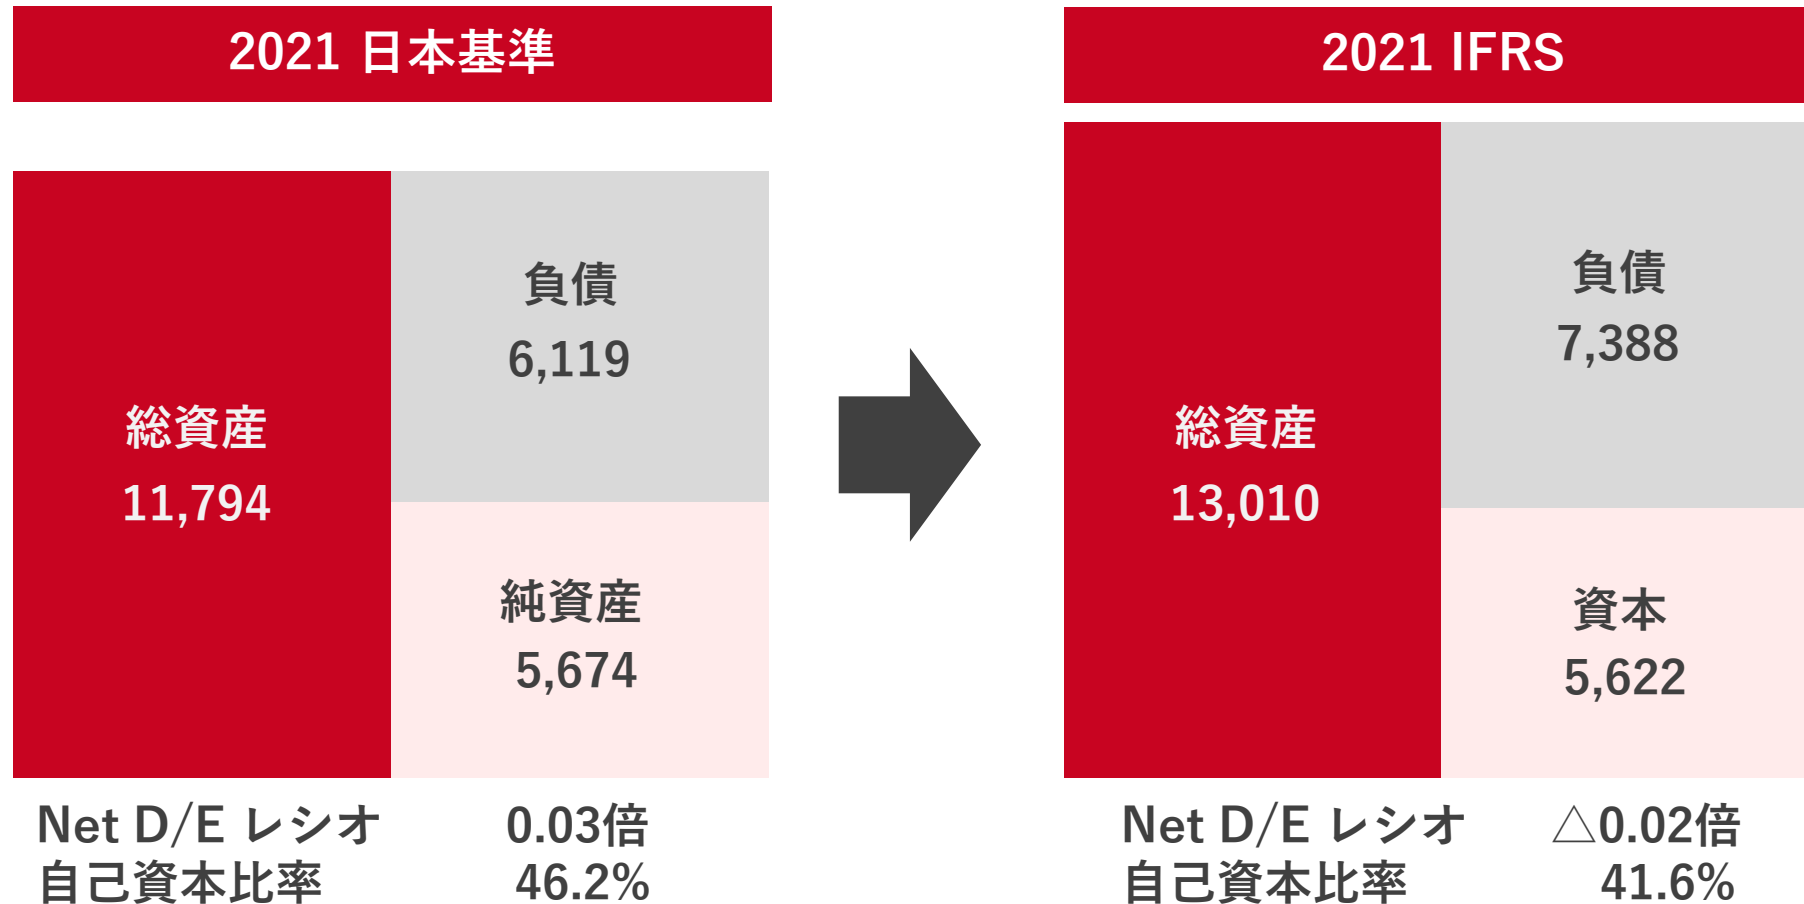 2021 日本基準
総資産
11,794
負債
6,119
純資産
5,674
Net D/E レシオ 0.03倍
自己資本比率 46.2%
2021 IFRS
総資産
13,010
負債
7,388
資本
5,622
Net D/E レシオ △0.02倍
自己資本比率 41.6%